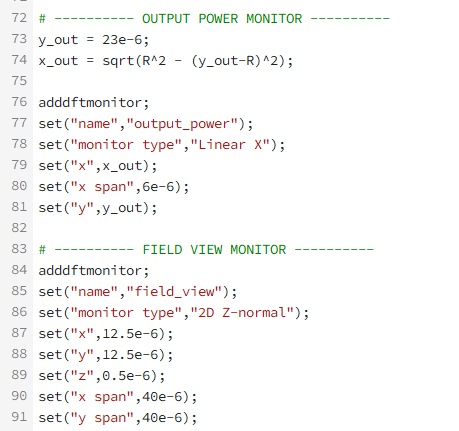 72 # ---------- OUTPUT POWER MONITOR ----------
73 y_out = 23e-6;
74 x_out = sqrt(R^2 - (y_out-R)^2);
75
76 adddftmonitor;
77 set("name","output_power");
78 set("monitor type","Linear X");
79 set("x",x_out);
80 set("x span",6e-6);
81 set("y",y_out);
82
83 # ---------- FIELD VIEW MONITOR ----------
84 adddftmonitor;
85 set("name","field_view");
86 set("monitor type","2D Z-normal");
87 set("x",12.5e-6);
88 set("y",12.5e-6);
89 set("z",0.5e-6);
90 set("x span",40e-6);
91 set("y span",40e-6);